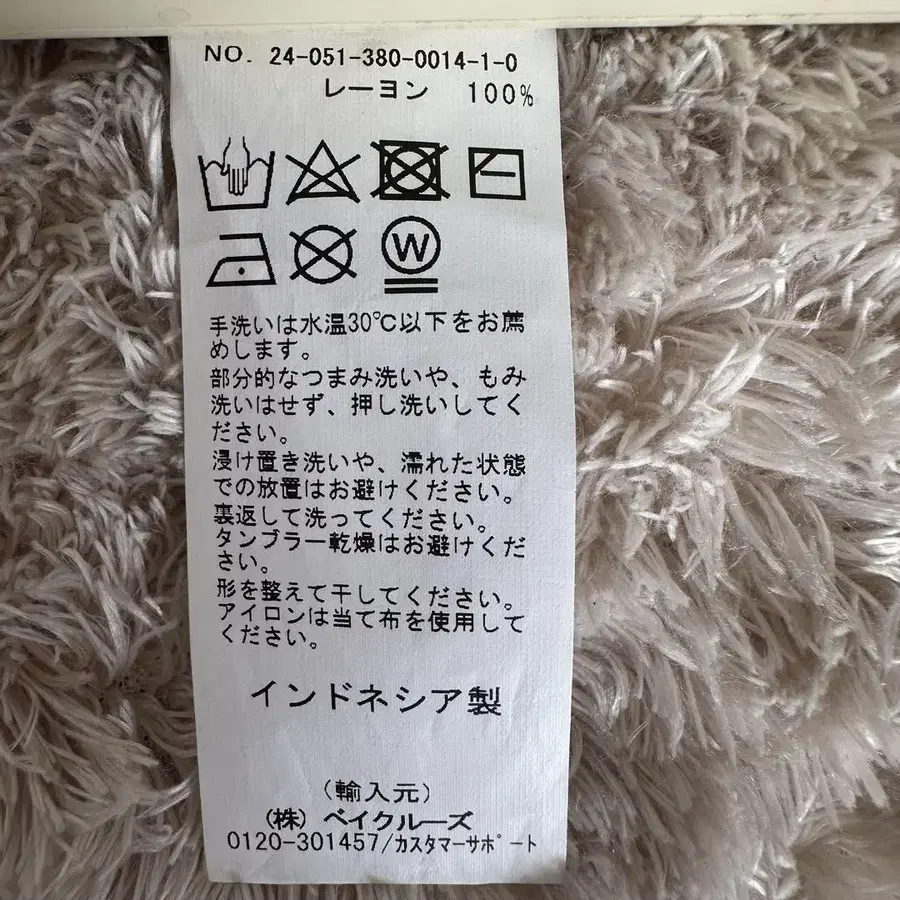 NO. 24-051-380-0014-1-0
レーヨン 100%
W
手洗いは水温30℃以下をお薦
めします。
部分的なつまみ洗いや、もみ
洗いはせず、押し洗いしてく
ださい。
浸け置き洗いや、濡れた状態
での放置はお避けください。
裏返して洗ってください。
タンブラー乾燥はお避けくだ
さい。
形を整えて干してください。
アイロンは当て布を使用して
ください。
インドネシア製
(輸入元)
(株) ベイクルーズ
0120-301457/カスタマーサポート